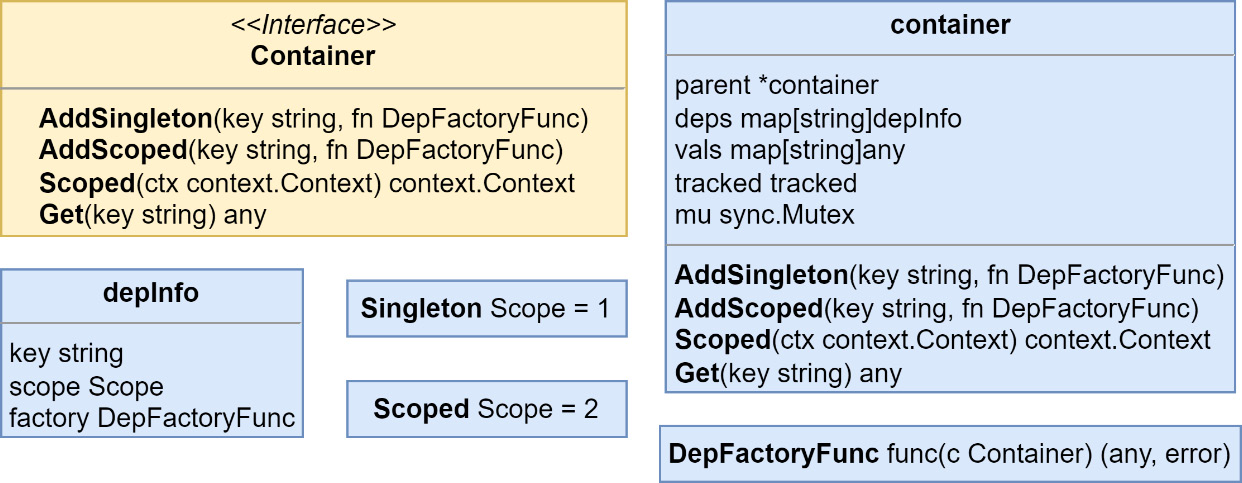 <<Interface>>
Container
AddSingleton(key string, fn DepFactoryFunc)
AddScoped(key string, fn DepFactoryFunc)
Scoped(ctx context.Context) context.Context
Get(key string) any
container
parent *container
deps map[string]depInfo
vals map[string]any
tracked tracked
mu sync.Mutex
AddSingleton(key string, fn DepFactoryFunc)
AddScoped(key string, fn DepFactoryFunc)
Scoped(ctx context.Context) context.Context
Get(key string) any
depInfo
key string
scope Scope
factory DepFactoryFunc
Singleton Scope = 1
Scoped Scope = 2
DepFactoryFunc func(c Container) (any, error)